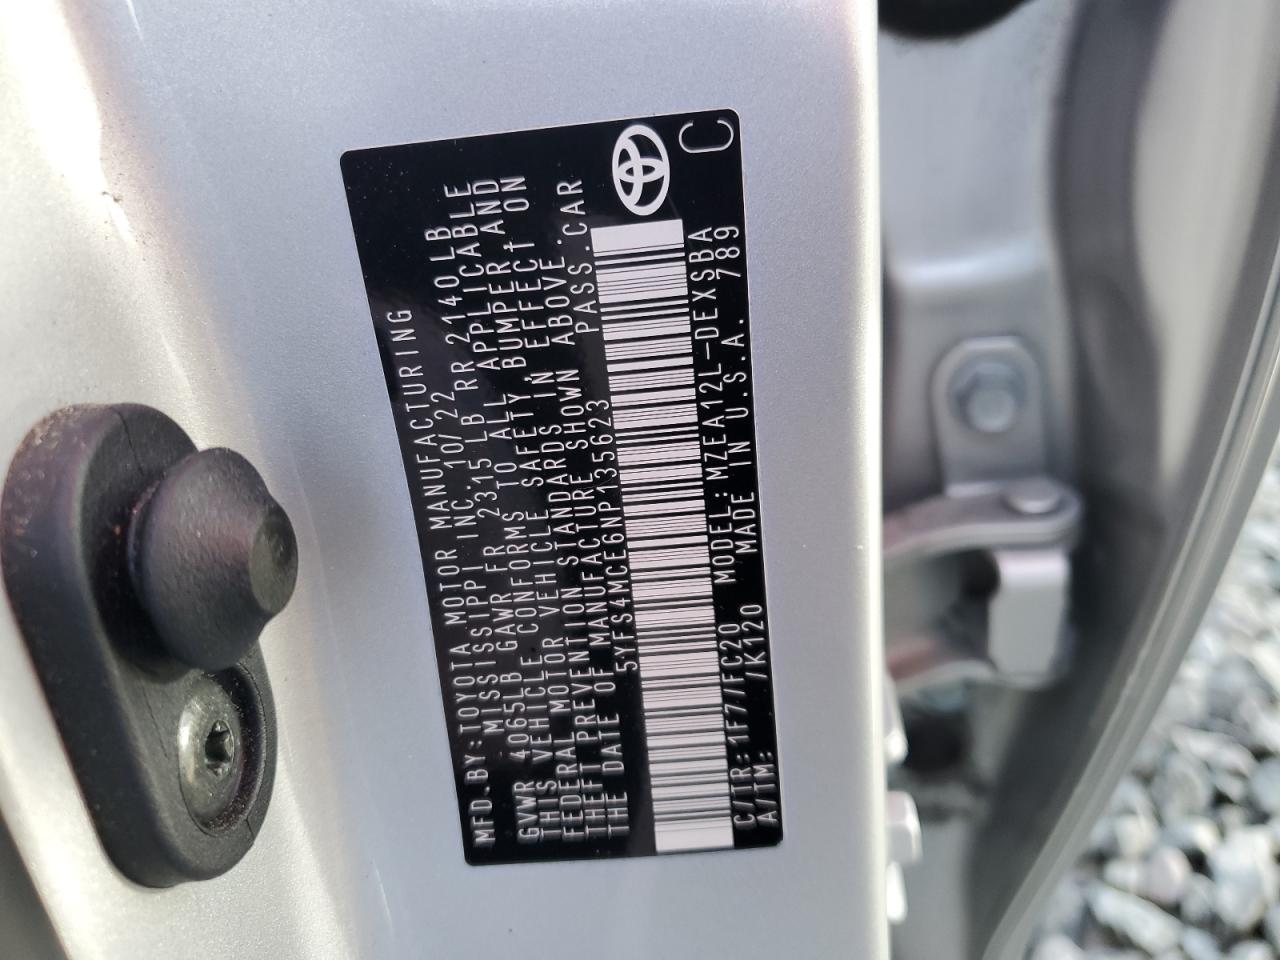 MFD.BY:TOYOTA MOTOR MANUFACTURING
MISSISSIPPI INC. 10/22
GVWR 4065LB GAWR FR 2315LB RR 2140LB
THIS VEHICLE CONFORMS TO ALL APPLICABLE
FEDERAL MOTOR VEHICLE SAFETY, BUMPER AND
THEFT PREVENTION STANDARDS IN EFFECT ON
THE DATE OF MANUFACTURE SHOWN ABOVE.
5YFS4MCE6NP135623 PASS.CAR
C/TR:1F7/FC20 MODEL:MZEA12L-DEXSBA
A/TM: /K120 MADE IN U.S.A. 789
C